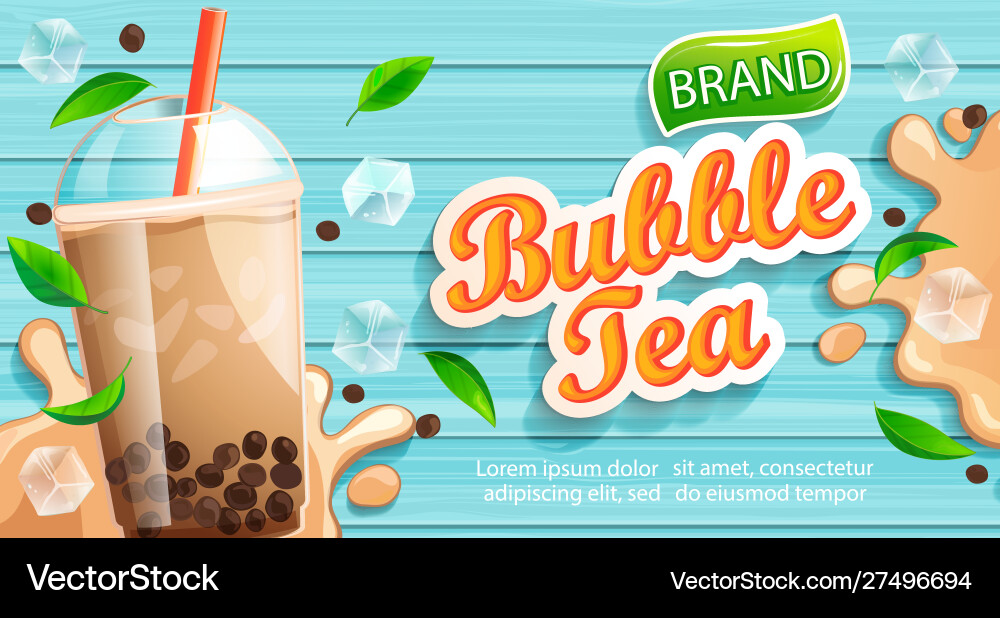 BRAND
Bubble
Tea
Lorem ipsum dolor sit amet, consectetur
adipiscing elit, sed do eiusmod tempor
VectorStock
VectorStock.com/27496694